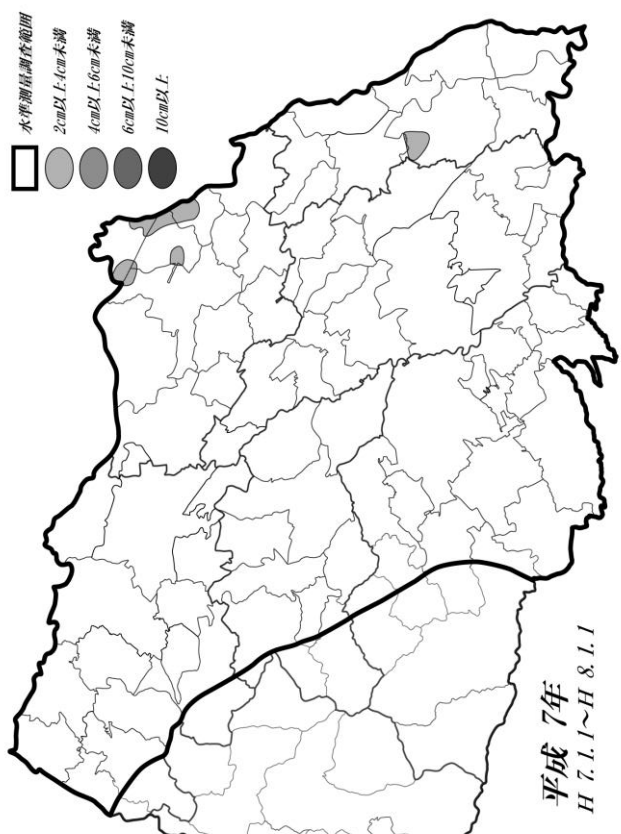 水準測量調査範囲
2cm以上4cm未満
4cm以上6cm未満
6cm以上10cm未満
10cm以上
平成 7年
H 7.1.1～H 8.1.1